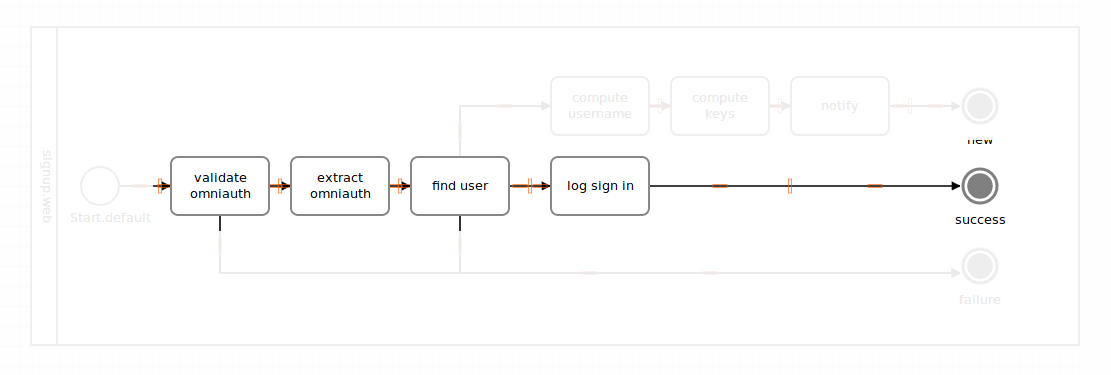 signup.web
Start.default
validate
omniauth
extract
omniauth
find user
log sign in
compute
username
compute
keys
notify
new
success
failure